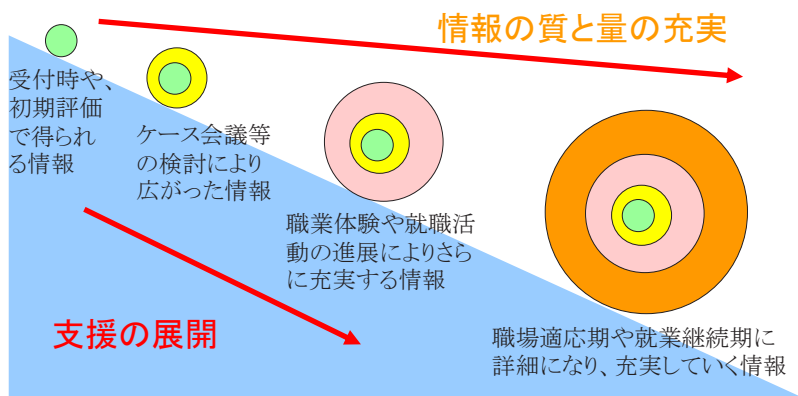 情報の質と量の充実
受付時や、
初期評価
で得られ
る情報
ケース会議等
の検討により
広がった情報
職業体験や就職活
動の進展によりさら
に充実する情報
支援の展開
職場適応期や就業継続期に
詳細になり、充実していく情報